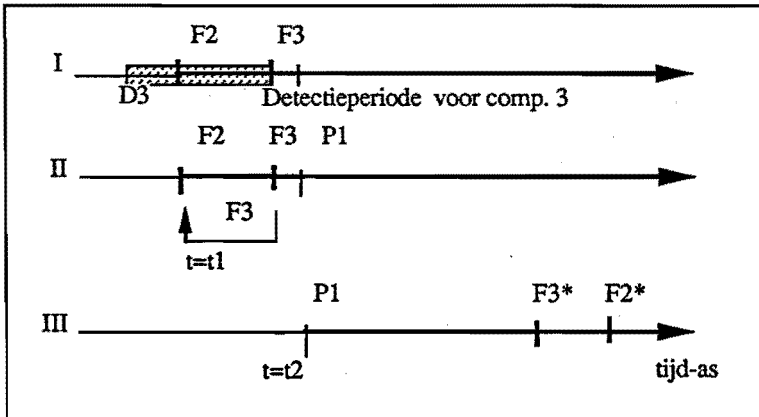 F2 F3
I
D3 Detectieperiode voor comp. 3
F2 F3 P1
II
F3
t=t1
P1 F3* F2*
III
t=t2 tijd-as